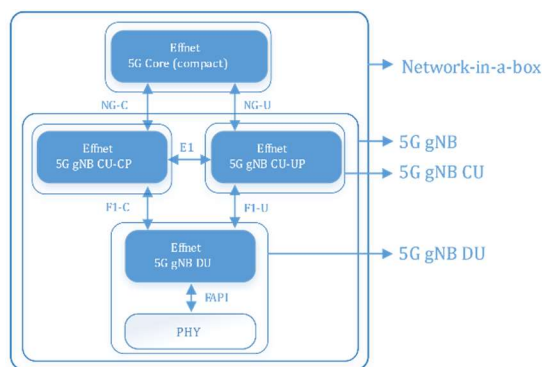 Effnet
5G Core (compact)
Network-in-a-box
NG-C
NG-U
Effnet
5G gNB CU-CP
E1
Effnet
5G gNB CU-UP
5G gNB
5G gNB CU
F1-C
F1-U
Effnet
5G gNB DU
5G gNB DU
FAPI
PHY